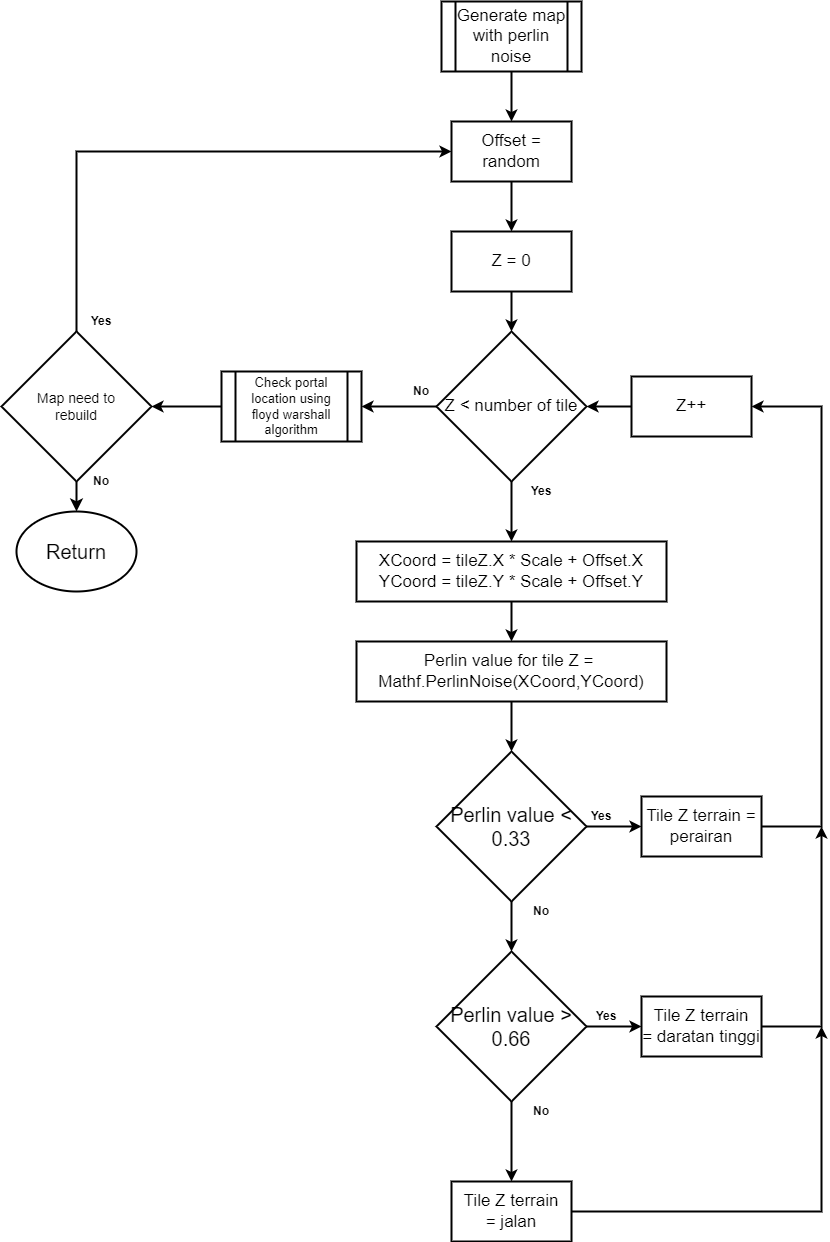 Generate map
with perlin
noise
Offset =
random
Z = 0
Yes
Map need to
rebuild
No
Return
Check portal
location using
floyd warshall
algorithm
No
Z < number of tile
Yes
Z++
XCoord = tileZ.X * Scale + Offset.X
YCoord = tileZ.Y * Scale + Offset.Y
Perlin value for tile Z =
Mathf.PerlinNoise(XCoord,YCoord)
Perlin value <
0.33
Yes
Tile Z terrain =
perairan
No
Perlin value >
0.66
Yes
Tile Z terrain
= daratan tinggi
No
Tile Z terrain
= jalan